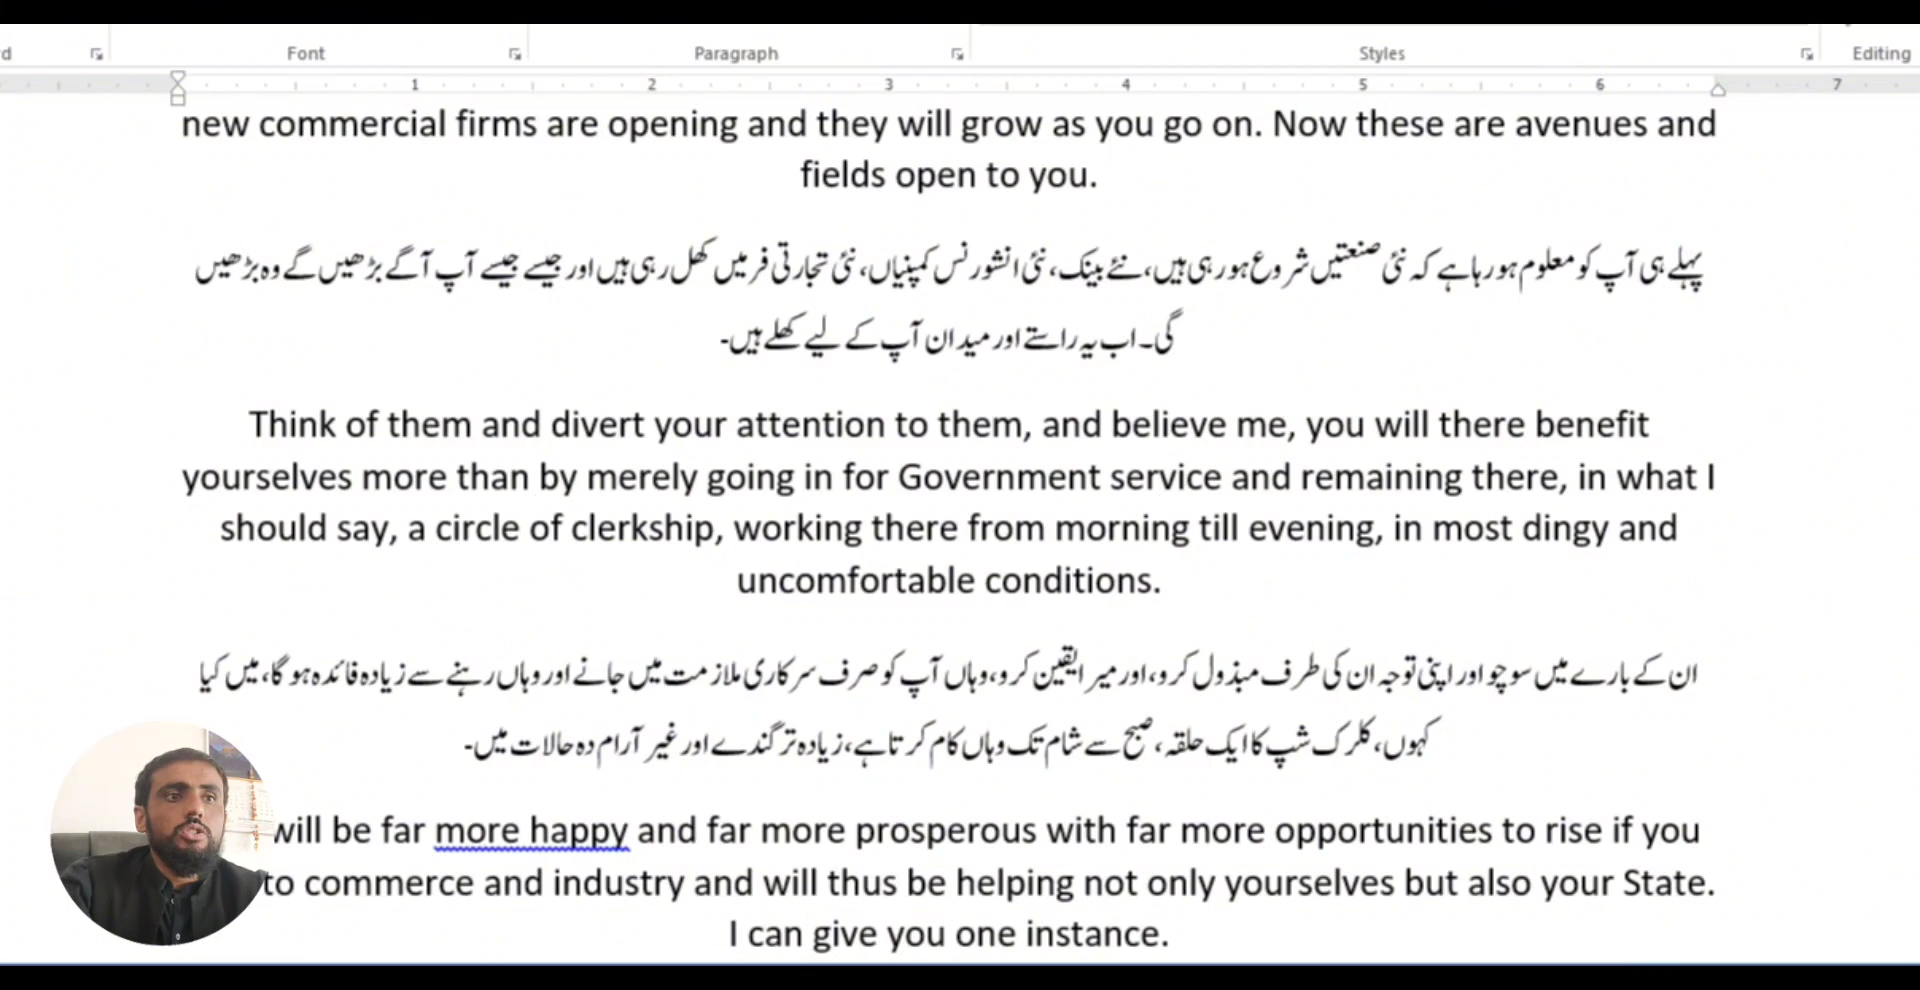 d
Font
Paragraph
Styles
Editing
1 2 3 4 5 6 7
new commercial firms are opening and they will grow as you go on. Now these are avenues and
fields open to you.
پہلے ہی آپ کو معلوم ہو رہا ہے کہ نئی صنعتیں شروع ہو رہی ہیں، نئے بینک، نئی انشورنس کمپنیاں، نئی تجارتی فرمیں کھل رہی ہیں اور جیسے جیسے آپ آگے بڑھیں گے وہ بڑھیں
گی۔ اب یہ راستے اور میدان آپ کے لیے کھلے ہیں۔
Think of them and divert your attention to them, and believe me, you will there benefit
yourselves more than by merely going in for Government service and remaining there, in what I
should say, a circle of clerkship, working there from morning till evening, in most dingy and
uncomfortable conditions.
ان کے بارے میں سوچو اور اپنی توجہ ان کی طرف مبذول کرو، اور میرا یقین کرو، وہاں آپ کو صرف سرکاری ملازمت میں جانے اور وہاں رہنے سے زیادہ فائدہ ہو گا، میں کیا
کہوں، کلرک شپ کا ایک حلقہ، صبح سے شام تک وہاں کام کرتا ہے، زیادہ تر گندے اور غیر آرام دہ حالات میں۔
will be far more happy and far more prosperous with far more opportunities to rise if you
to commerce and industry and will thus be helping not only yourselves but also your State.
I can give you one instance.